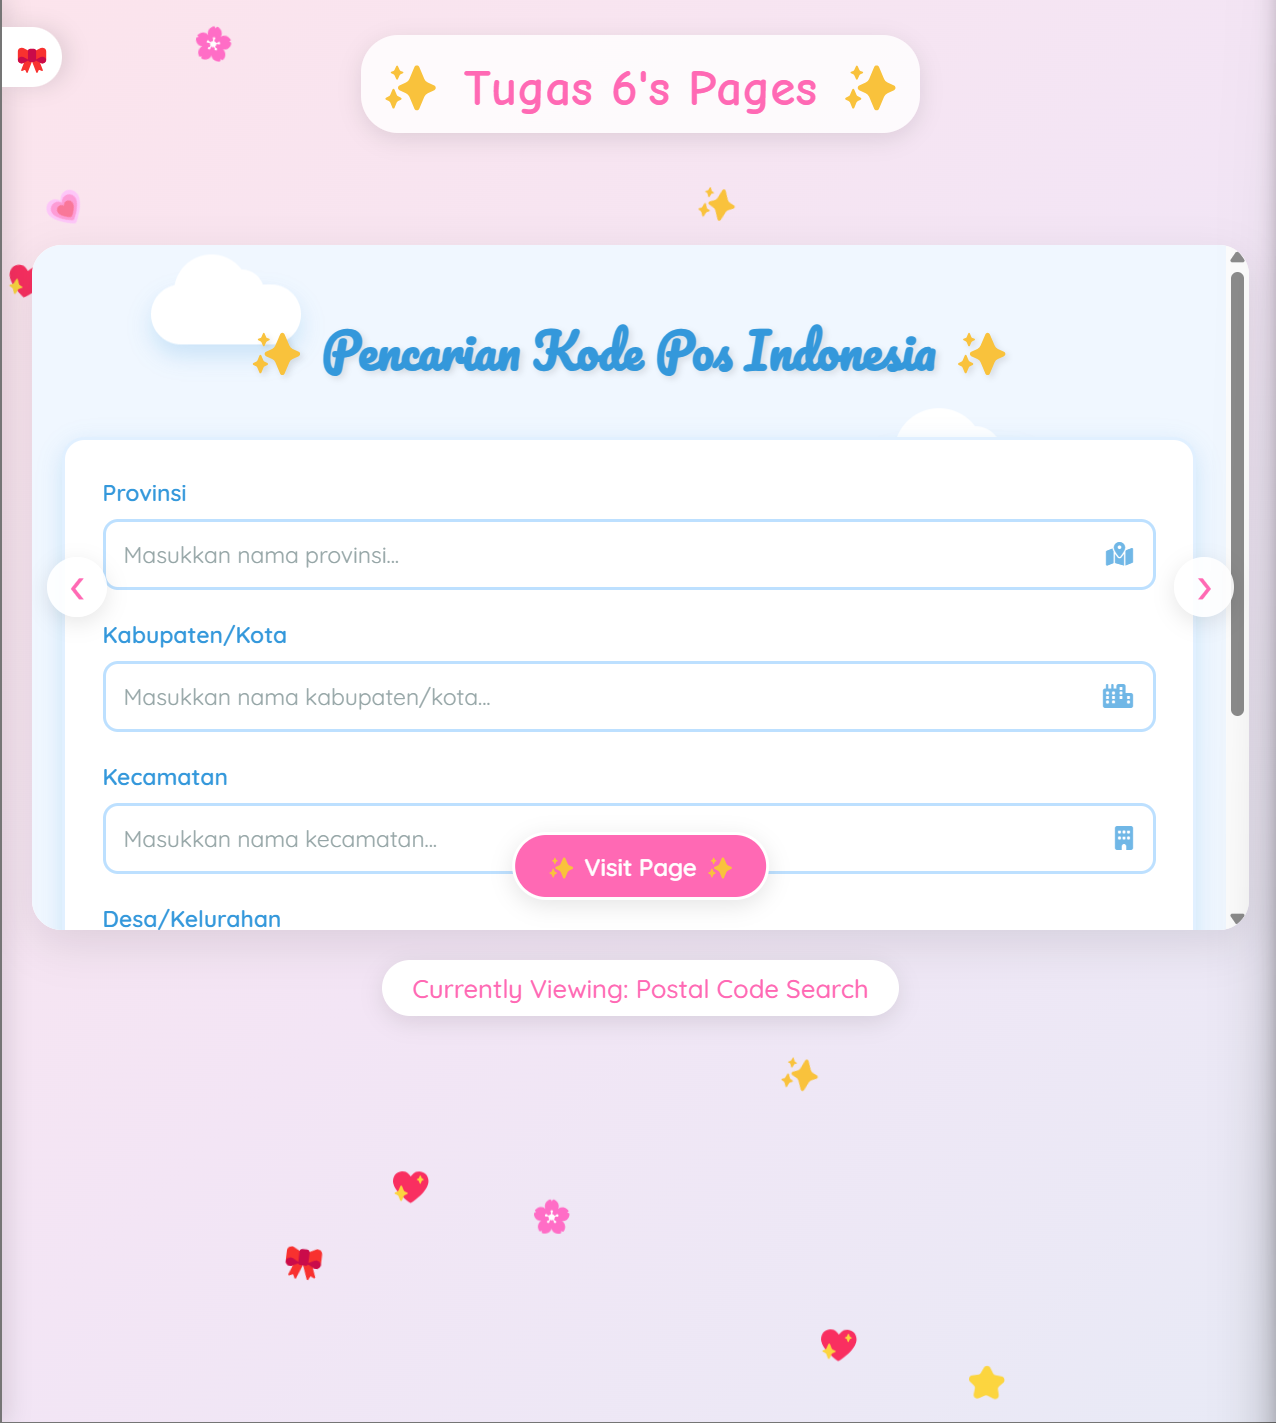 ✨ Tugas 6's Pages ✨
✨ Pencarian Kode Pos Indonesia ✨
Provinsi
Masukkan nama provinsi...
Kabupaten/Kota
Masukkan nama kabupaten/kota...
Kecamatan
Masukkan nama kecamatan...
✨ Visit Page ✨
Desa/Kelurahan
Currently Viewing: Postal Code Search